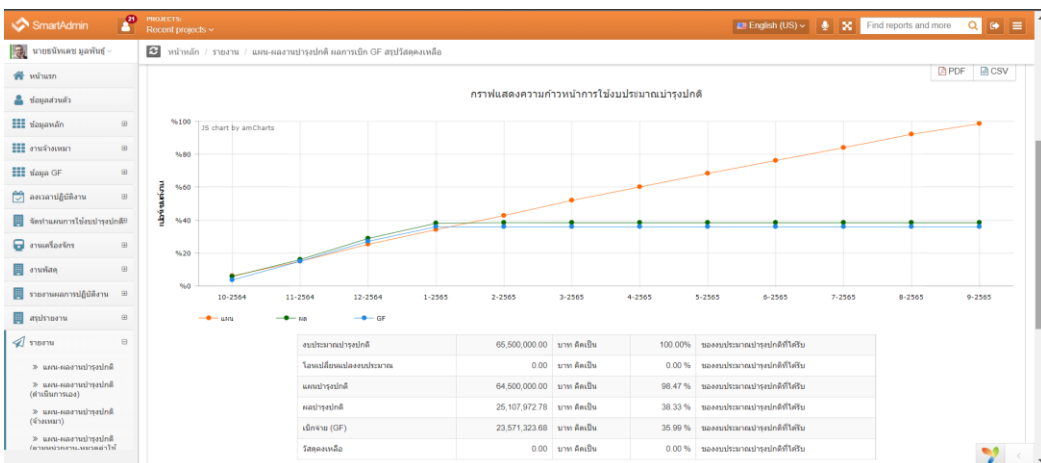 SmartAdmin
21
PROJECTS:
Recent projects
English (US)
Find reports and more
นายธนัทเดช มูลพันธุ์
หน้าหลัก / รายงาน / แผน-ผลงานบำรุงปกติ ผลการเบิก GF สรุปวัสดุคงเหลือ
หน้าแรก
ข้อมูลส่วนตัว
ข้อมูลหลัก
งานจ้างเหมา
ข้อมูล GF
ลงเวลาปฏิบัติงาน
จัดทำแผนการใช้งบบำรุงปกติ
งานเครื่องจักร
งานพัสดุ
รายงานผลการปฏิบัติงาน
สรุปรายงาน
รายงาน
» แผน-ผลงานบำรุงปกติ
» แผน-ผลงานบำรุงปกติ
(ดำเนินการเอง)
» แผน-ผลงานบำรุงปกติ
(จ้างเหมา)
» แผน-ผลงานบำรุงปกติ
PDF
CSV
กราฟแสดงความก้าวหน้าการใช้งบประมาณบำรุงปกติ
JS chart by amCharts
%100
%80
%60
%40
%20
%0
10-2564 11-2564 12-2564 1-2565 2-2565 3-2565 4-2565 5-2565 6-2565 7-2565 8-2565 9-2565
แผน ผล GF
งบประมาณบำรุงปกติ 65,500,000.00 บาท คิดเป็น 100.00% ของงบประมาณบำรุงปกติที่ได้รับ
โอนเปลี่ยนแปลงงบประมาณ 0.00 บาท คิดเป็น 0.00 % ของงบประมาณบำรุงปกติที่ได้รับ
แผนบำรุงปกติ 64,500,000.00 บาท คิดเป็น 98.47 % ของงบประมาณบำรุงปกติที่ได้รับ
ผลบำรุงปกติ 25,107,972.78 บาท คิดเป็น 38.33 % ของงบประมาณบำรุงปกติที่ได้รับ
เบิกจ่าย (GF) 23,571,323.68 บาท คิดเป็น 35.99 % ของงบประมาณบำรุงปกติที่ได้รับ
วัสดุคงเหลือ 0.00 บาท คิดเป็น 0.00 % ของงบประมาณบำรุงปกติที่ได้รับ